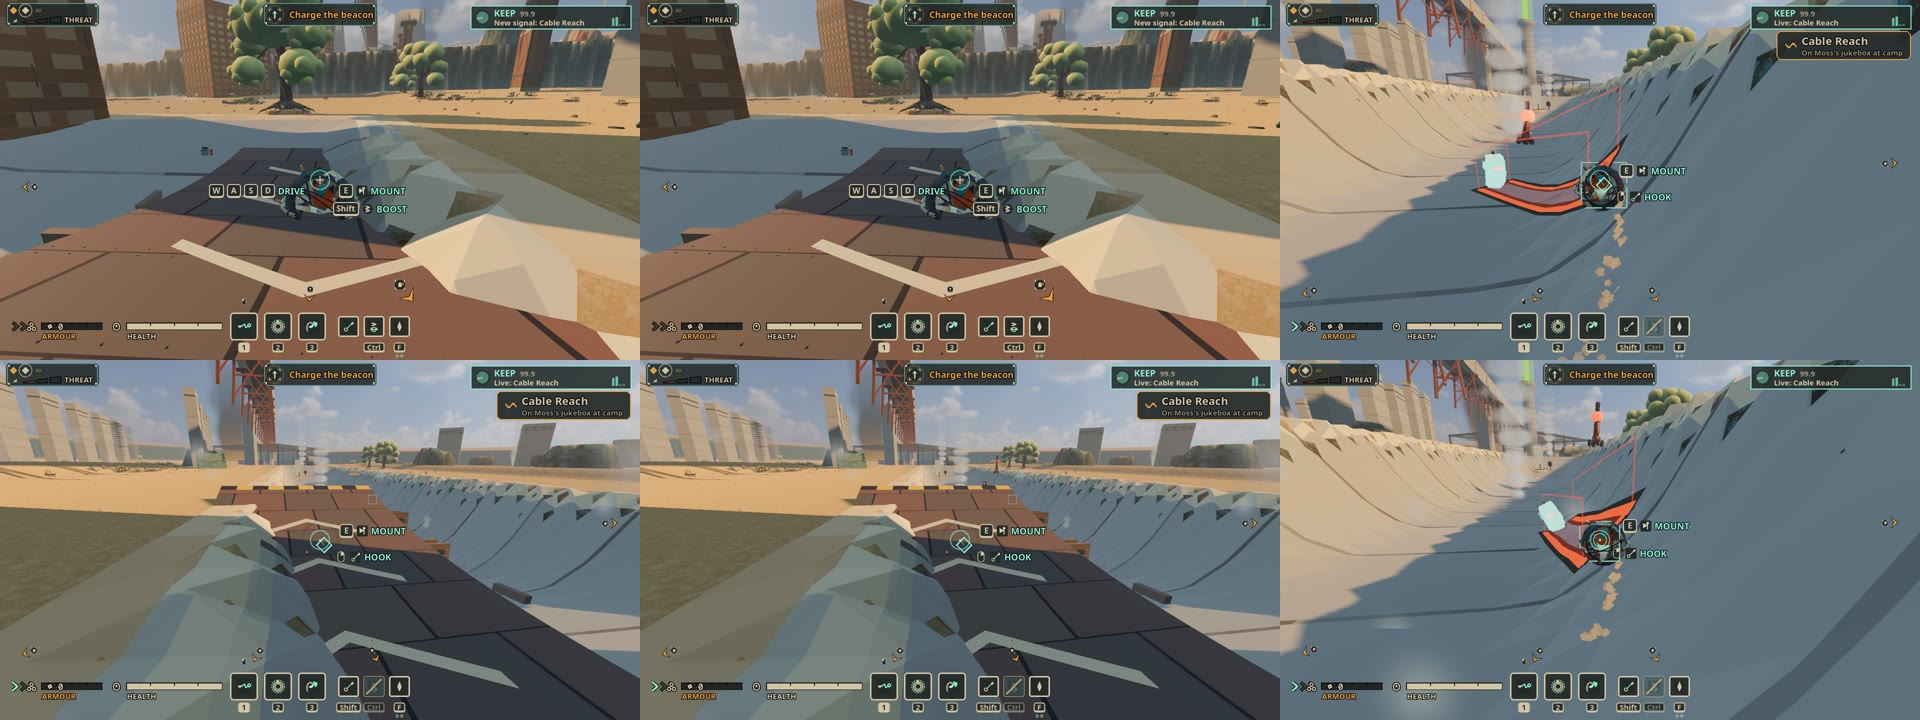 THREAT
Charge the beacon
KEEP 99.9
New signal: Cable Reach
W A S D DRIVE
E MOUNT
Shift BOOST
0
ARMOUR
HEALTH
1 2 3 Ctrl F
THREAT
Charge the beacon
KEEP 99.9
New signal: Cable Reach
W A S D DRIVE
E MOUNT
Shift BOOST
0
ARMOUR
HEALTH
1 2 3 Ctrl F
THREAT
Charge the beacon
KEEP 99.9
Live: Cable Reach
Cable Reach
On Moss's jukebox at camp
E MOUNT
HOOK
0
ARMOUR
HEALTH
1 2 3 Shift Ctrl F
THREAT
Charge the beacon
KEEP 99.9
Live: Cable Reach
Cable Reach
On Moss's jukebox at camp
E MOUNT
HOOK
0
ARMOUR
HEALTH
1 2 3 Shift Ctrl F
THREAT
Charge the beacon
KEEP 99.9
Live: Cable Reach
Cable Reach
On Moss's jukebox at camp
E MOUNT
HOOK
0
ARMOUR
HEALTH
1 2 3 Shift Ctrl F
THREAT
Charge the beacon
KEEP 99.9
Live: Cable Reach
E MOUNT
HOOK
0
ARMOUR
HEALTH
1 2 3 Shift Ctrl F